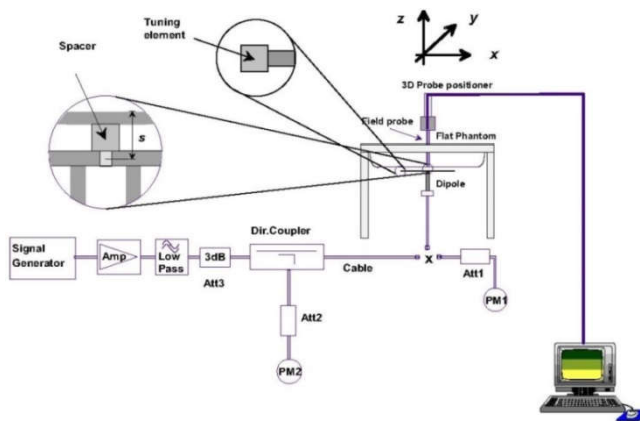 z
y
x
Tuning
element
Spacer
s
3D Probe positioner
Field probe
Flat Phantom
Dipole
Signal
Generator
Amp
Low
Pass
3dB
Att3
Dir.Coupler
Cable
x
Att1
PM1
Att2
PM2